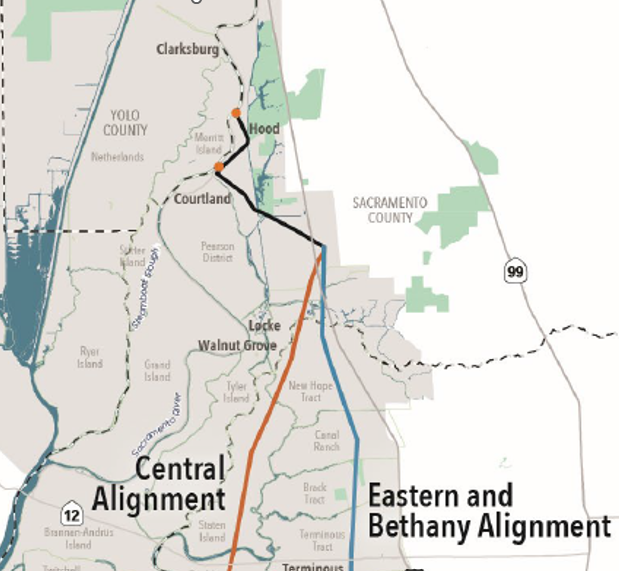 Clarksburg
YOLO
COUNTY
Hood
Merritt
Island
Netherlands
Courtland
SACRAMENTO
COUNTY
Sutter
Island
Pearson
District
Steamboat Slough
99
Locke
Walnut Grove
Ryer
Island
Grand
Island
Tyler
Island
New Hope
Tract
Sacramento River
Canal
Ranch
Central
Alignment
Brack
Tract
Eastern and
Bethany Alignment
12
Brannan-Andrus
Island
Staten
Island
Terminous
Tract
Terminous